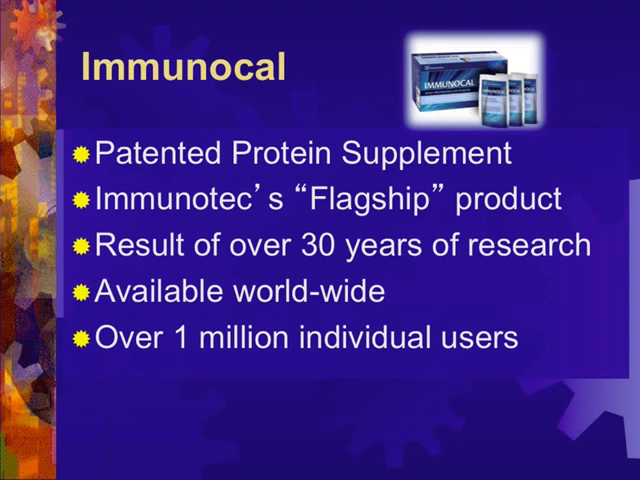 Immunocal
IMMUNOCAL
Patented Protein Supplement
Immunotec’s “Flagship” product
Result of over 30 years of research
Available world-wide
Over 1 million individual users